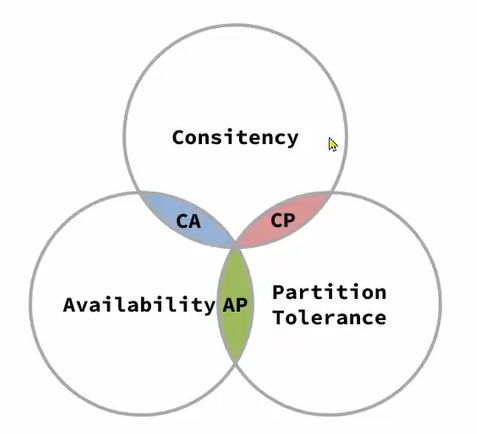 Consitency
CA
CP
Availability
AP
Partition
Tolerance